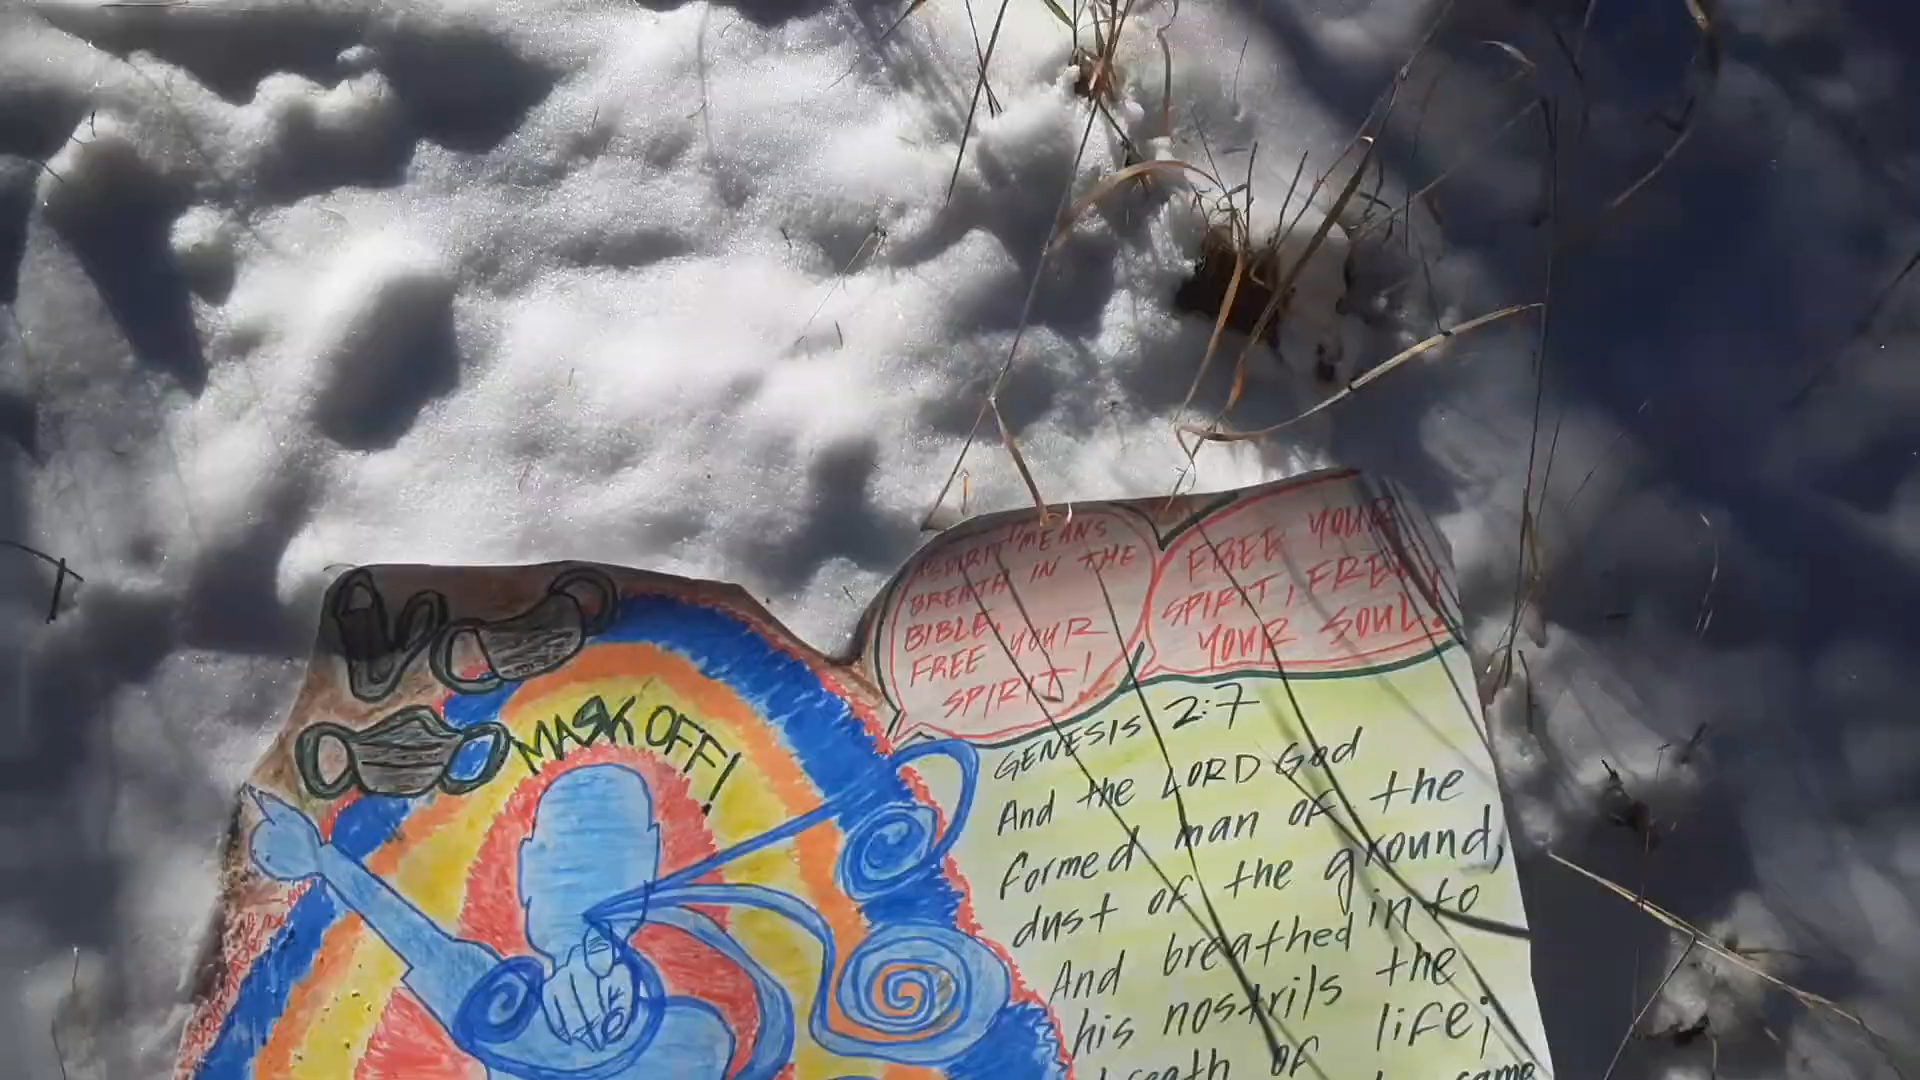 "SPIRIT" MEANS
BREATH IN THE
BIBLE.
FREE YOUR
SPIRIT!
FREE YOUR
SPIRIT, FREE
YOUR SOUL!
MASK OFF!
GENESIS 2:7
And the LORD God
formed man of the
dust of the ground,
And breathed into
his nostrils the
breath of life;
same